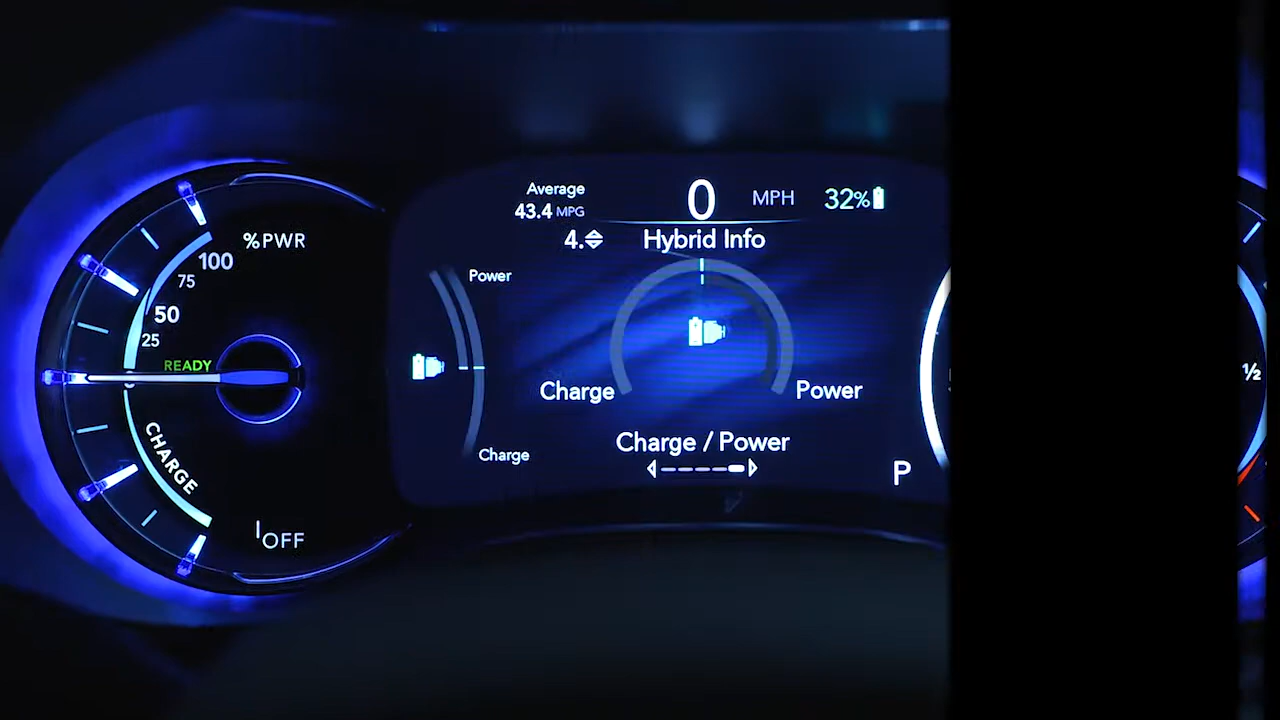 %PWR
100
75
50
25
READY
CHARGE
OFF
Average
43.4 MPG
0 MPH
32%
4. Hybrid Info
Power
Charge
Charge
Power
Charge / Power
P
½